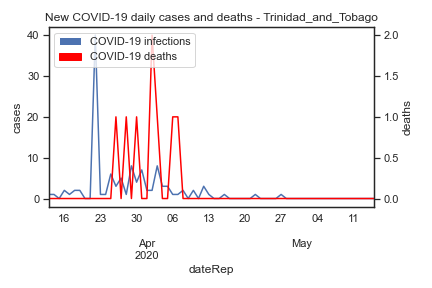 New COVID-19 daily cases and deaths - Trinidad_and_Tobago
COVID-19 infections
COVID-19 deaths
40
30
20
10
0
cases
2.0
1.5
1.0
0.5
0.0
deaths
16 23 30 06 13 20 27 04 11
Apr May
2020
dateRep